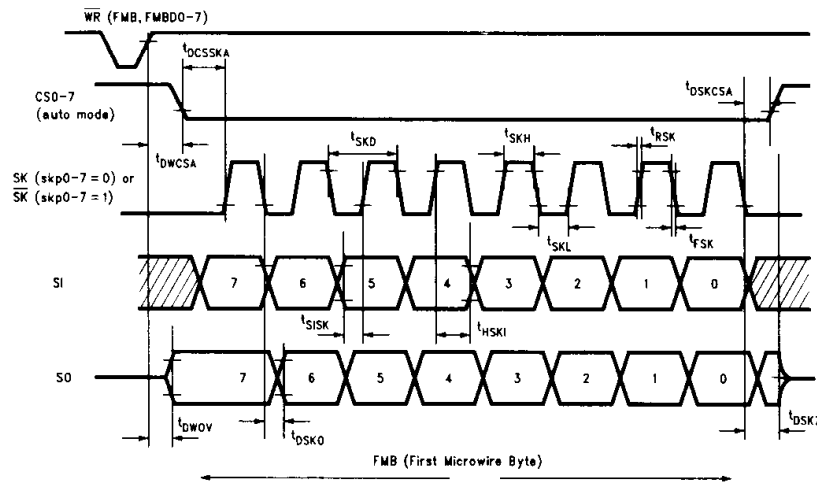 WR (FMB, FMBD0-7)
tDCSSKA
CS0-7
(auto mode)
tDWCSA
tSKD
tSKH
tRSK
tDSKCSA
SK (skp0-7 = 0) or
SK (skp0-7 = 1)
tSKL
tFSK
SI
7 6 5 4 3 2 1 0
tSISK
tHSKI
SO
7 6 5 4 3 2 1 0
tDWOV
tDSKO
tDSKZ
FMB (First Microwire Byte)